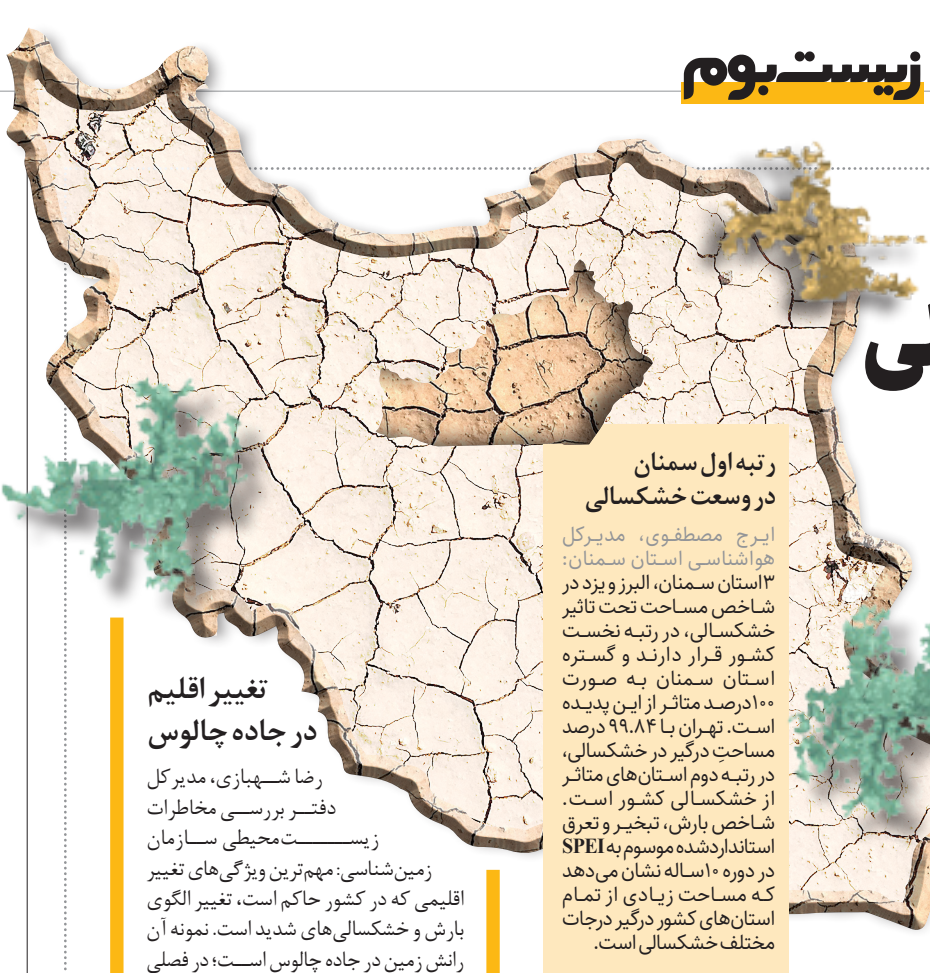 زیست‌بوم
رتبه اول سمنان
در وسعت خشکسالی
ایرج مصطفوی، مدیرکل
هواشناسی استان سمنان:
۳استان سمنان، البرز و یزد در
شاخص مساحت تحت تاثیر
خشکسالی، در رتبه نخست
کشور قرار دارند و گستره
استان سمنان به صورت
۱۰۰درصد متاثر از این پدیده
است. تهران با ۹۹.۸۴ درصد
مساحتِ درگیر در خشکسالی،
در رتبه دوم استان‌های متاثر
از خشکسالی کشور است.
شاخص بارش، تبخیر و تعرق
استانداردشده موسوم به SPEI
در دوره ۱۰ساله نشان می‌دهد
که مساحت زیادی از تمام
استان‌های کشور درگیر درجات
مختلف خشکسالی است.
تغییر اقلیم
در جاده چالوس
رضا شهبازی، مدیر کل
دفتر بررسی مخاطرات
زیست‌محیطی سازمان
زمین‌شناسی: مهم‌ترین ویژگی‌های تغییر
اقلیمی که در کشور حاکم است، تغییر الگوی
بارش و خشکسالی‌های شدید است. نمونه آن
رانش زمین در جاده چالوس است؛ در فصلی